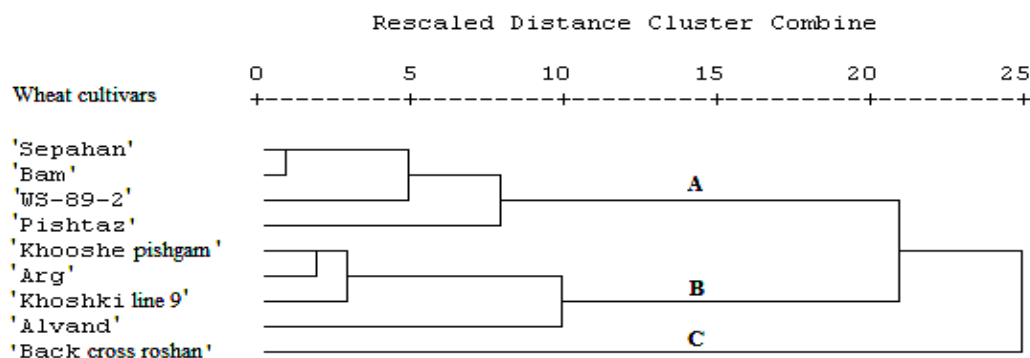 Rescaled Distance Cluster Combine
0 5 10 15 20 25
Wheat cultivars
'Sepahan'
'Bam'
'WS-89-2'
A
'Pishtaz'
'Khooshe pishgam'
'Arg'
'Khoshki line 9'
B
'Alvand'
C
'Back cross roshan'